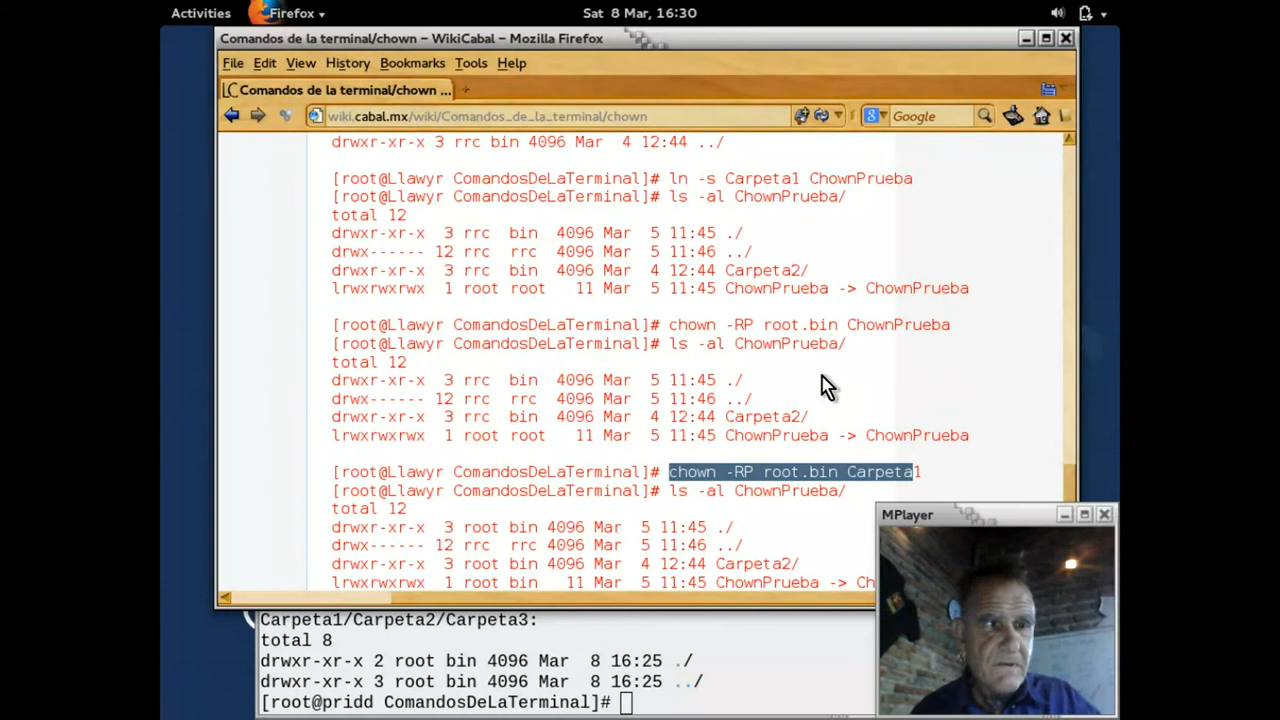 Activities Firefox Sat 8 Mar, 16:30
Comandos de la terminal/chown – WikiCabal – Mozilla Firefox
File Edit View History Bookmarks Tools Help
Comandos de la terminal/chown ...
wiki.cabal.mx/wiki/Comandos_de_la_terminal/chown Google
drwxr-xr-x 3 rrc bin 4096 Mar  4 12:44 ../
[root@Llawyr ComandosDeLaTerminal]# ln -s Carpeta1 ChownPrueba
[root@Llawyr ComandosDeLaTerminal]# ls -al ChownPrueba/
total 12
drwxr-xr-x  3 rrc  bin  4096 Mar  5 11:45 ./
drwx------ 12 rrc  rrc  4096 Mar  5 11:46 ../
drwxr-xr-x  3 rrc  bin  4096 Mar  4 12:44 Carpeta2/
lrwxrwxrwx  1 root root   11 Mar  5 11:45 ChownPrueba -> ChownPrueba
[root@Llawyr ComandosDeLaTerminal]# chown -RP root.bin ChownPrueba
[root@Llawyr ComandosDeLaTerminal]# ls -al ChownPrueba/
total 12
drwxr-xr-x  3 rrc  bin  4096 Mar  5 11:45 ./
drwx------ 12 rrc  rrc  4096 Mar  5 11:46 ../
drwxr-xr-x  3 rrc  bin  4096 Mar  4 12:44 Carpeta2/
lrwxrwxrwx  1 root root   11 Mar  5 11:45 ChownPrueba -> ChownPrueba
[root@Llawyr ComandosDeLaTerminal]# chown -RP root.bin Carpeta1
[root@Llawyr ComandosDeLaTerminal]# ls -al ChownPrueba/
total 12
drwxr-xr-x  3 root bin 4096 Mar  5 11:45 ./
drwx------ 12 rrc  rrc 4096 Mar  5 11:46 ../
drwxr-xr-x  3 root bin 4096 Mar  4 12:44 Carpeta2/
lrwxrwxrwx  1 root bin   11 Mar  5 11:45 ChownPrueba -> Ch
MPlayer
Carpeta1/Carpeta2/Carpeta3:
total 8
drwxr-xr-x 2 root bin 4096 Mar  8 16:25 ./
drwxr-xr-x 3 root bin 4096 Mar  8 16:25 ../
[root@pridd ComandosDeLaTerminal]#